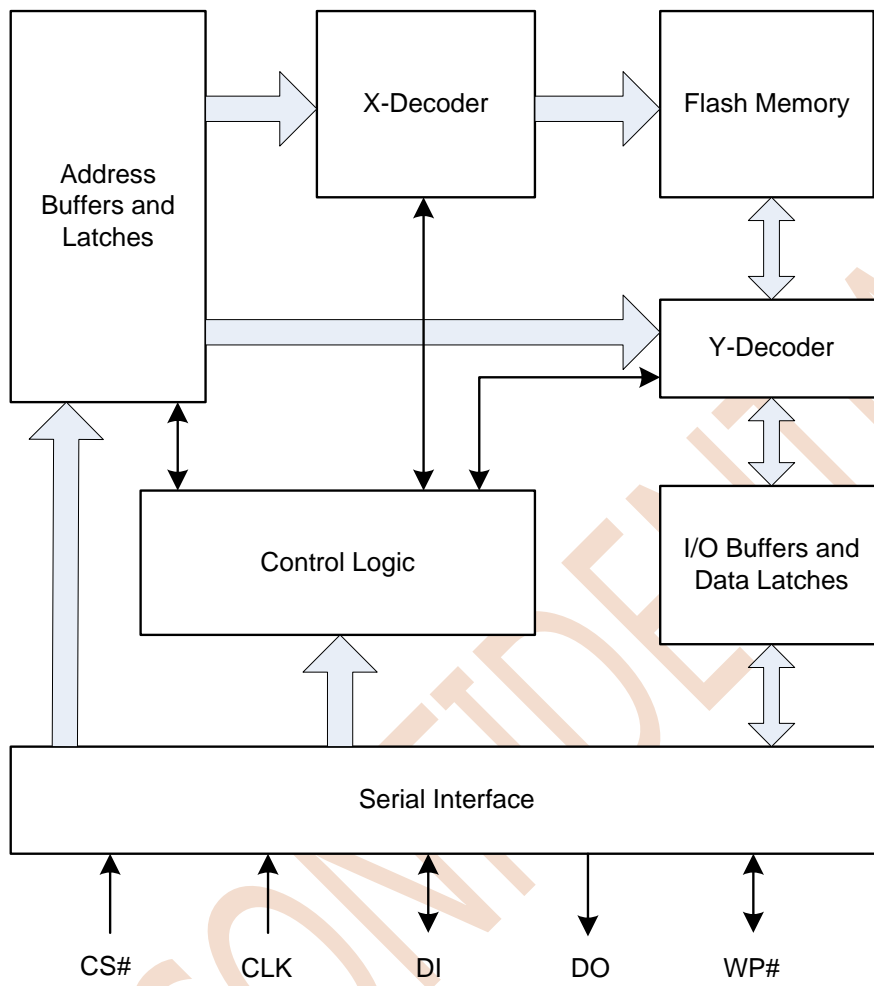 X-Decoder
Flash Memory
Address
Buffers and
Latches
Y-Decoder
Control Logic
I/O Buffers and
Data Latches
Serial Interface
CS#
CLK
DI
DO
WP#